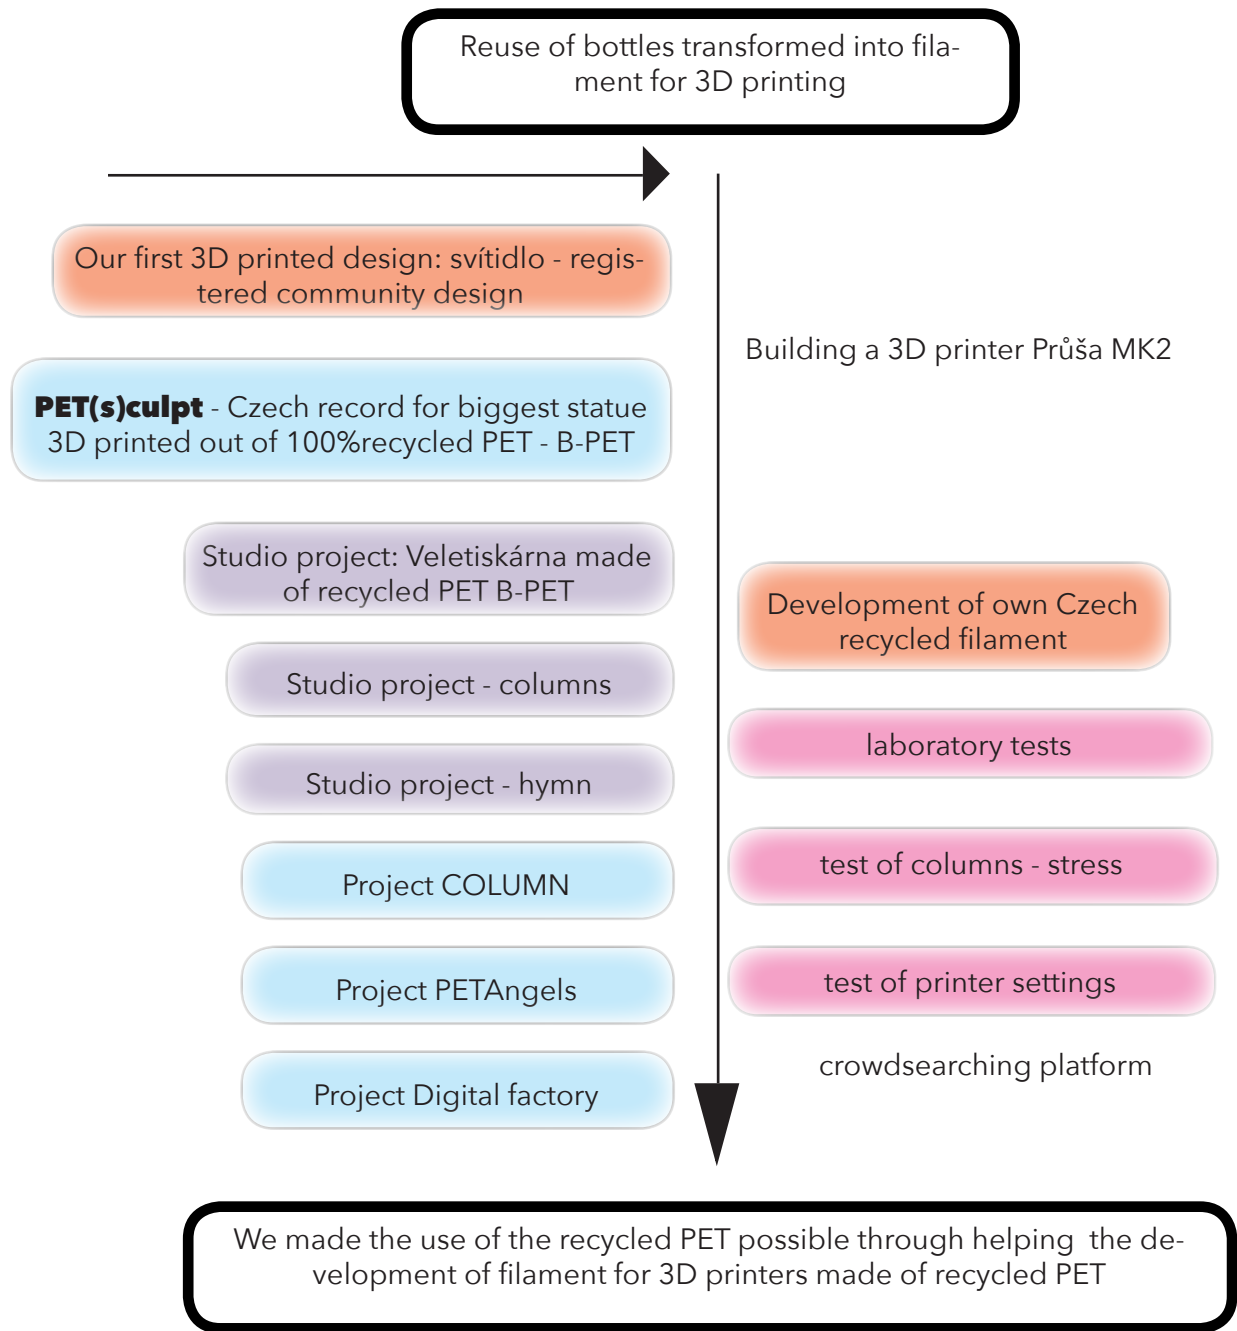 Reuse of bottles transformed into fila-
ment for 3D printing
Our first 3D printed design: svítidlo - regis-
tered community design
PET(s)culpt - Czech record for biggest statue
3D printed out of 100%recycled PET - B-PET
Studio project: Veletiskárna made
of recycled PET B-PET
Studio project - columns
Studio project - hymn
Project COLUMN
Project PETAngels
Project Digital factory
Building a 3D printer Průša MK2
Development of own Czech
recycled filament
laboratory tests
test of columns - stress
test of printer settings
crowdsearching platform
We made the use of the recycled PET possible through helping  the de-
velopment of filament for 3D printers made of recycled PET